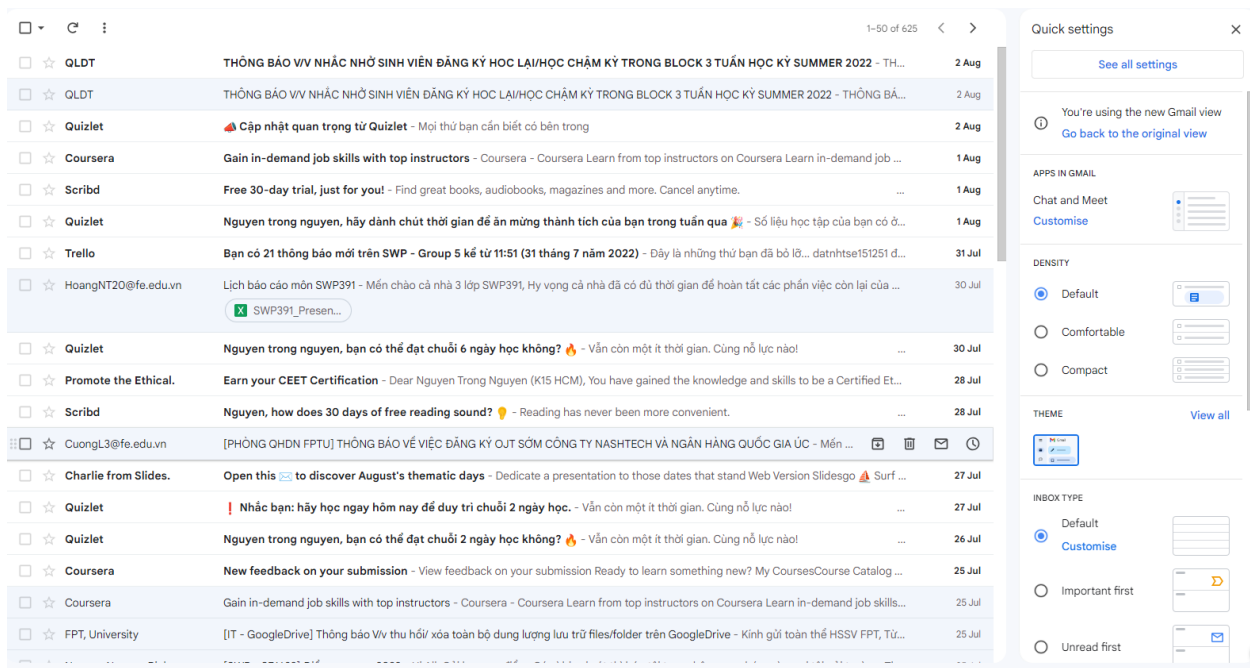 1–50 of 625
QLDT THÔNG BÁO V/V NHẮC NHỞ SINH VIÊN ĐĂNG KÝ HOC LẠI/HỌC CHẬM KỲ TRONG BLOCK 3 TUẦN HỌC KỲ SUMMER 2022 - TH... 2 Aug
QLDT THÔNG BÁO V/V NHẮC NHỞ SINH VIÊN ĐĂNG KÝ HOC LẠI/HỌC CHẬM KỲ TRONG BLOCK 3 TUẦN HỌC KỲ SUMMER 2022 - THÔNG BÁ... 2 Aug
Quizlet 📣 Cập nhật quan trọng từ Quizlet - Mọi thứ bạn cần biết có bên trong 2 Aug
Coursera Gain in-demand job skills with top instructors - Coursera - Coursera Learn from top instructors on Coursera Learn in-demand job ... 1 Aug
Scribd Free 30-day trial, just for you! - Find great books, audiobooks, magazines and more. Cancel anytime. ... 1 Aug
Quizlet Nguyen trong nguyen, hãy dành chút thời gian để ăn mừng thành tích của bạn trong tuần qua 🎉 - Số liệu học tập của bạn có ở... 1 Aug
Trello Bạn có 21 thông báo mới trên SWP - Group 5 kể từ 11:51 (31 tháng 7 năm 2022) - Đây là những thứ bạn đã bỏ lỡ... datnhtse151251 đ... 31 Jul
HoangNT20@fe.edu.vn Lịch báo cáo môn SWP391 - Mến chào cả nhà 3 lớp SWP391, Hy vọng cả nhà đã có đủ thời gian để hoàn tất các phần việc còn lại của ... 30 Jul
SWP391_Presen...
Quizlet Nguyen trong nguyen, bạn có thể đạt chuỗi 6 ngày học không? 🔥 - Vẫn còn một ít thời gian. Cùng nỗ lực nào! ... 30 Jul
Promote the Ethical. Earn your CEET Certification - Dear Nguyen Trong Nguyen (K15 HCM), You have gained the knowledge and skills to be a Certified Et... 28 Jul
Scribd Nguyen, how does 30 days of free reading sound? 👂 - Reading has never been more convenient. ... 28 Jul
CuongL3@fe.edu.vn [PHÒNG QHDN FPTU] THÔNG BÁO VỀ VIỆC ĐĂNG KÝ OJT SỚM CÔNG TY NASHTECH VÀ NGÂN HÀNG QUỐC GIA ÚC - Mến ...
Charlie from Slides. Open this ✉️ to discover August's thematic days - Dedicate a presentation to those dates that stand Web Version Slidesgo ⛵ Surf ... 27 Jul
Quizlet ❗ Nhắc bạn: hãy học ngay hôm nay để duy trì chuỗi 2 ngày học. - Vẫn còn một ít thời gian. Cùng nỗ lực nào! ... 27 Jul
Quizlet Nguyen trong nguyen, bạn có thể đạt chuỗi 2 ngày học không? 🔥 - Vẫn còn một ít thời gian. Cùng nỗ lực nào! ... 26 Jul
Coursera New feedback on your submission - View feedback on your submission Ready to learn something new? My CoursesCourse Catalog ... 25 Jul
Coursera Gain in-demand job skills with top instructors - Coursera - Coursera Learn from top instructors on Coursera Learn in-demand job skills... 25 Jul
FPT, University [IT - GoogleDrive] Thông báo V/v thu hồi/ xóa toàn bộ dung lượng lưu trữ files/folder trên GoogleDrive - Kính gửi toàn thể HSSV FPT, Từ... 25 Jul
Quick settings
See all settings
You're using the new Gmail view
Go back to the original view
APPS IN GMAIL
Chat and Meet
Customise
DENSITY
Default
Comfortable
Compact
THEME View all
INBOX TYPE
Default
Customise
Important first
Unread first